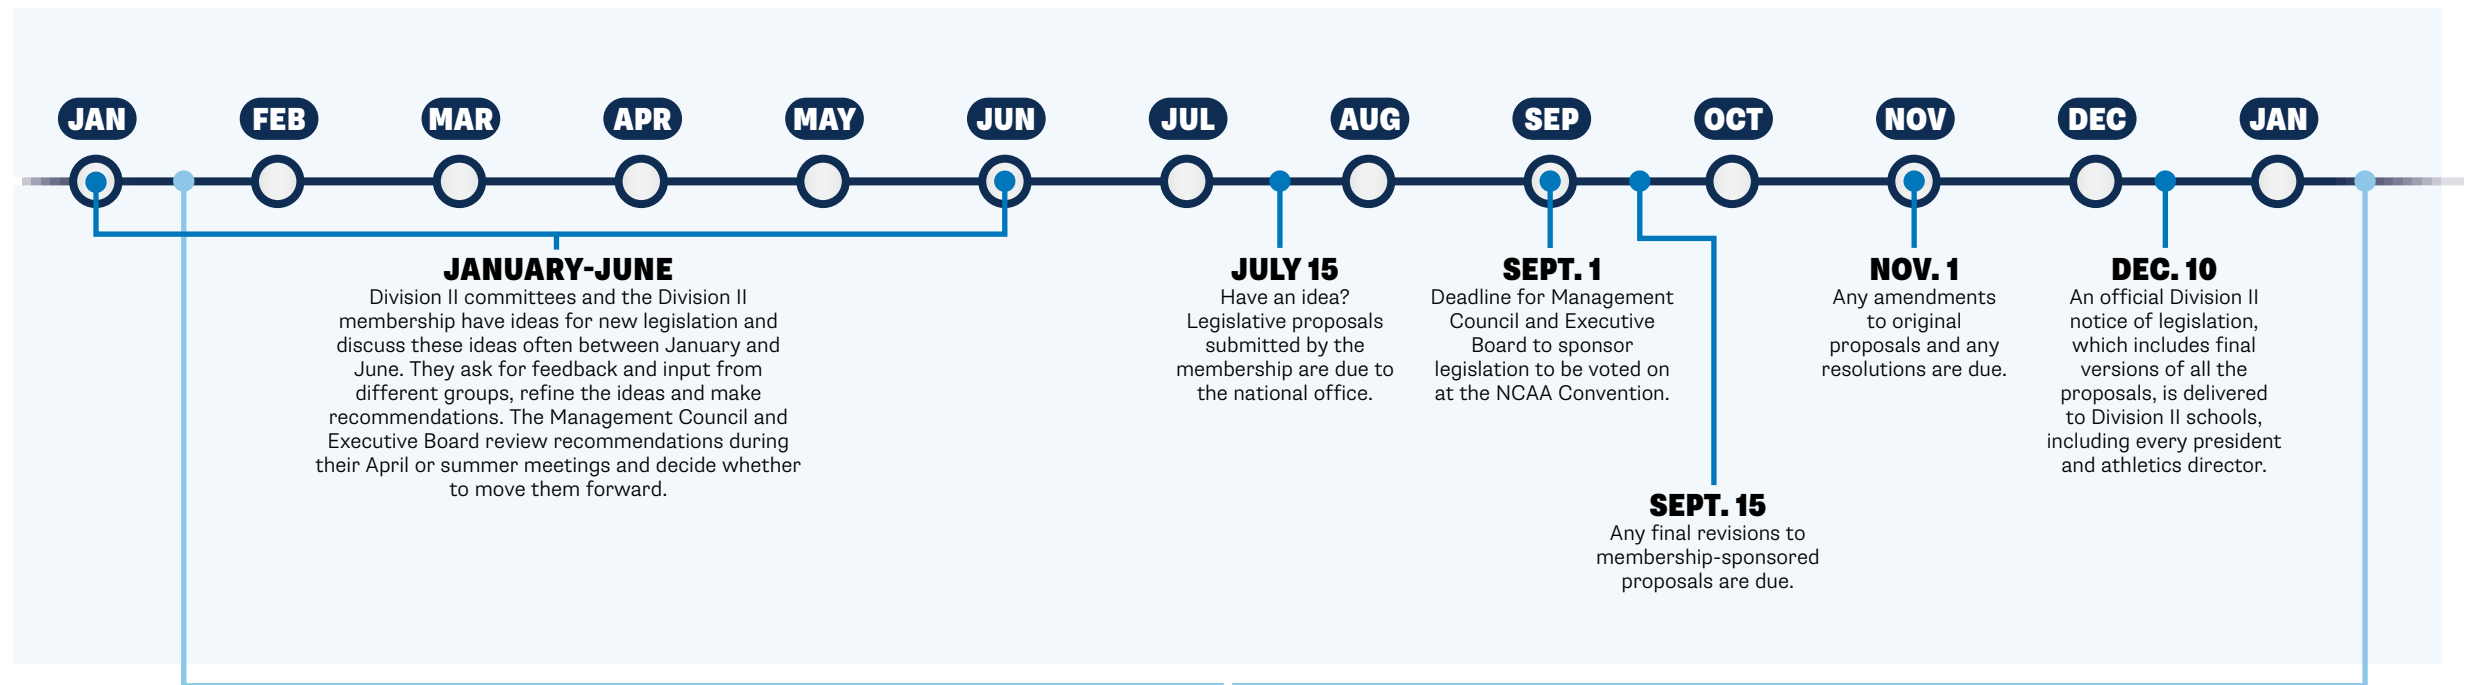 JAN
FEB
MAR
APR
MAY
JUN
JUL
AUG
SEP
OCT
NOV
DEC
JAN
JANUARY-JUNE
Division II committees and the Division II
membership have ideas for new legislation and
discuss these ideas often between January and
June. They ask for feedback and input from
different groups, refine the ideas and make
recommendations. The Management Council and
Executive Board review recommendations during
their April or summer meetings and decide whether
to move them forward.
JULY 15
Have an idea?
Legislative proposals
submitted by the
membership are due to
the national office.
SEPT. 1
Deadline for Management
Council and Executive
Board to sponsor
legislation to be voted on
at the NCAA Convention.
SEPT. 15
Any final revisions to
membership-sponsored
proposals are due.
NOV. 1
Any amendments
to original
proposals and any
resolutions are due.
DEC. 10
An official Division II
notice of legislation,
which includes final
versions of all the
proposals, is delivered
to Division II schools,
including every president
and athletics director.